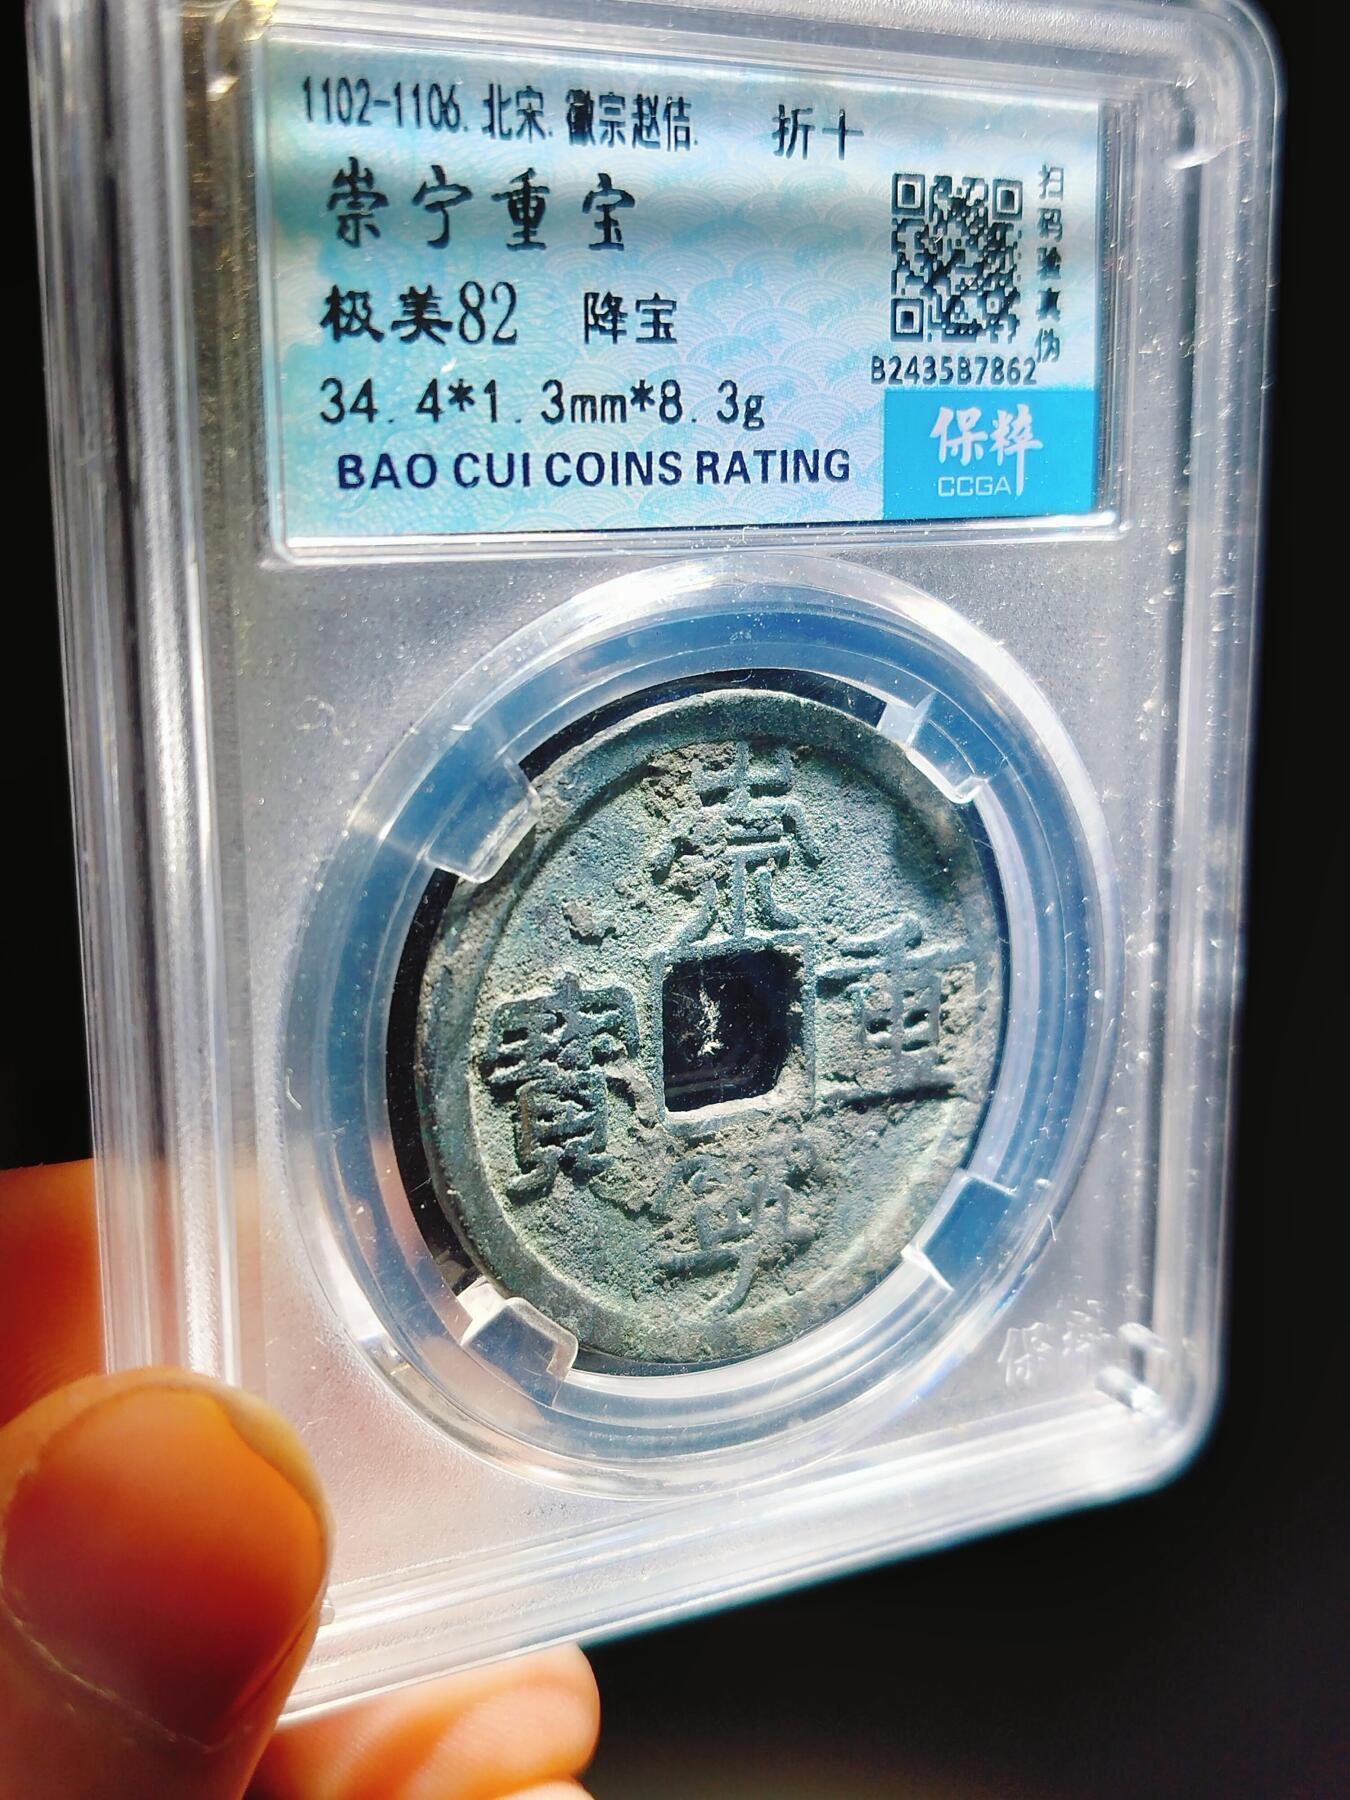 1102-1106. 北宋. 徽宗赵佶. 折十
崇宁重宝
极美82 降宝
34.4*1.3mm*8.3g
BAO CUI COINS RATING
扫码验真伪
B2435B7862
保粹
CCGA
崇
重
寧
寳
保粹